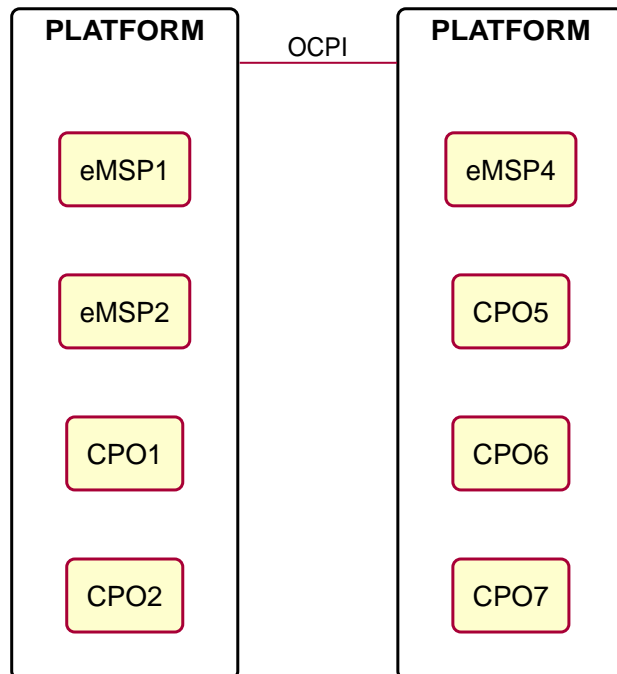 PLATFORM
OCPI
PLATFORM
eMSP1
eMSP4
eMSP2
CPO5
CPO1
CPO6
CPO2
CPO7